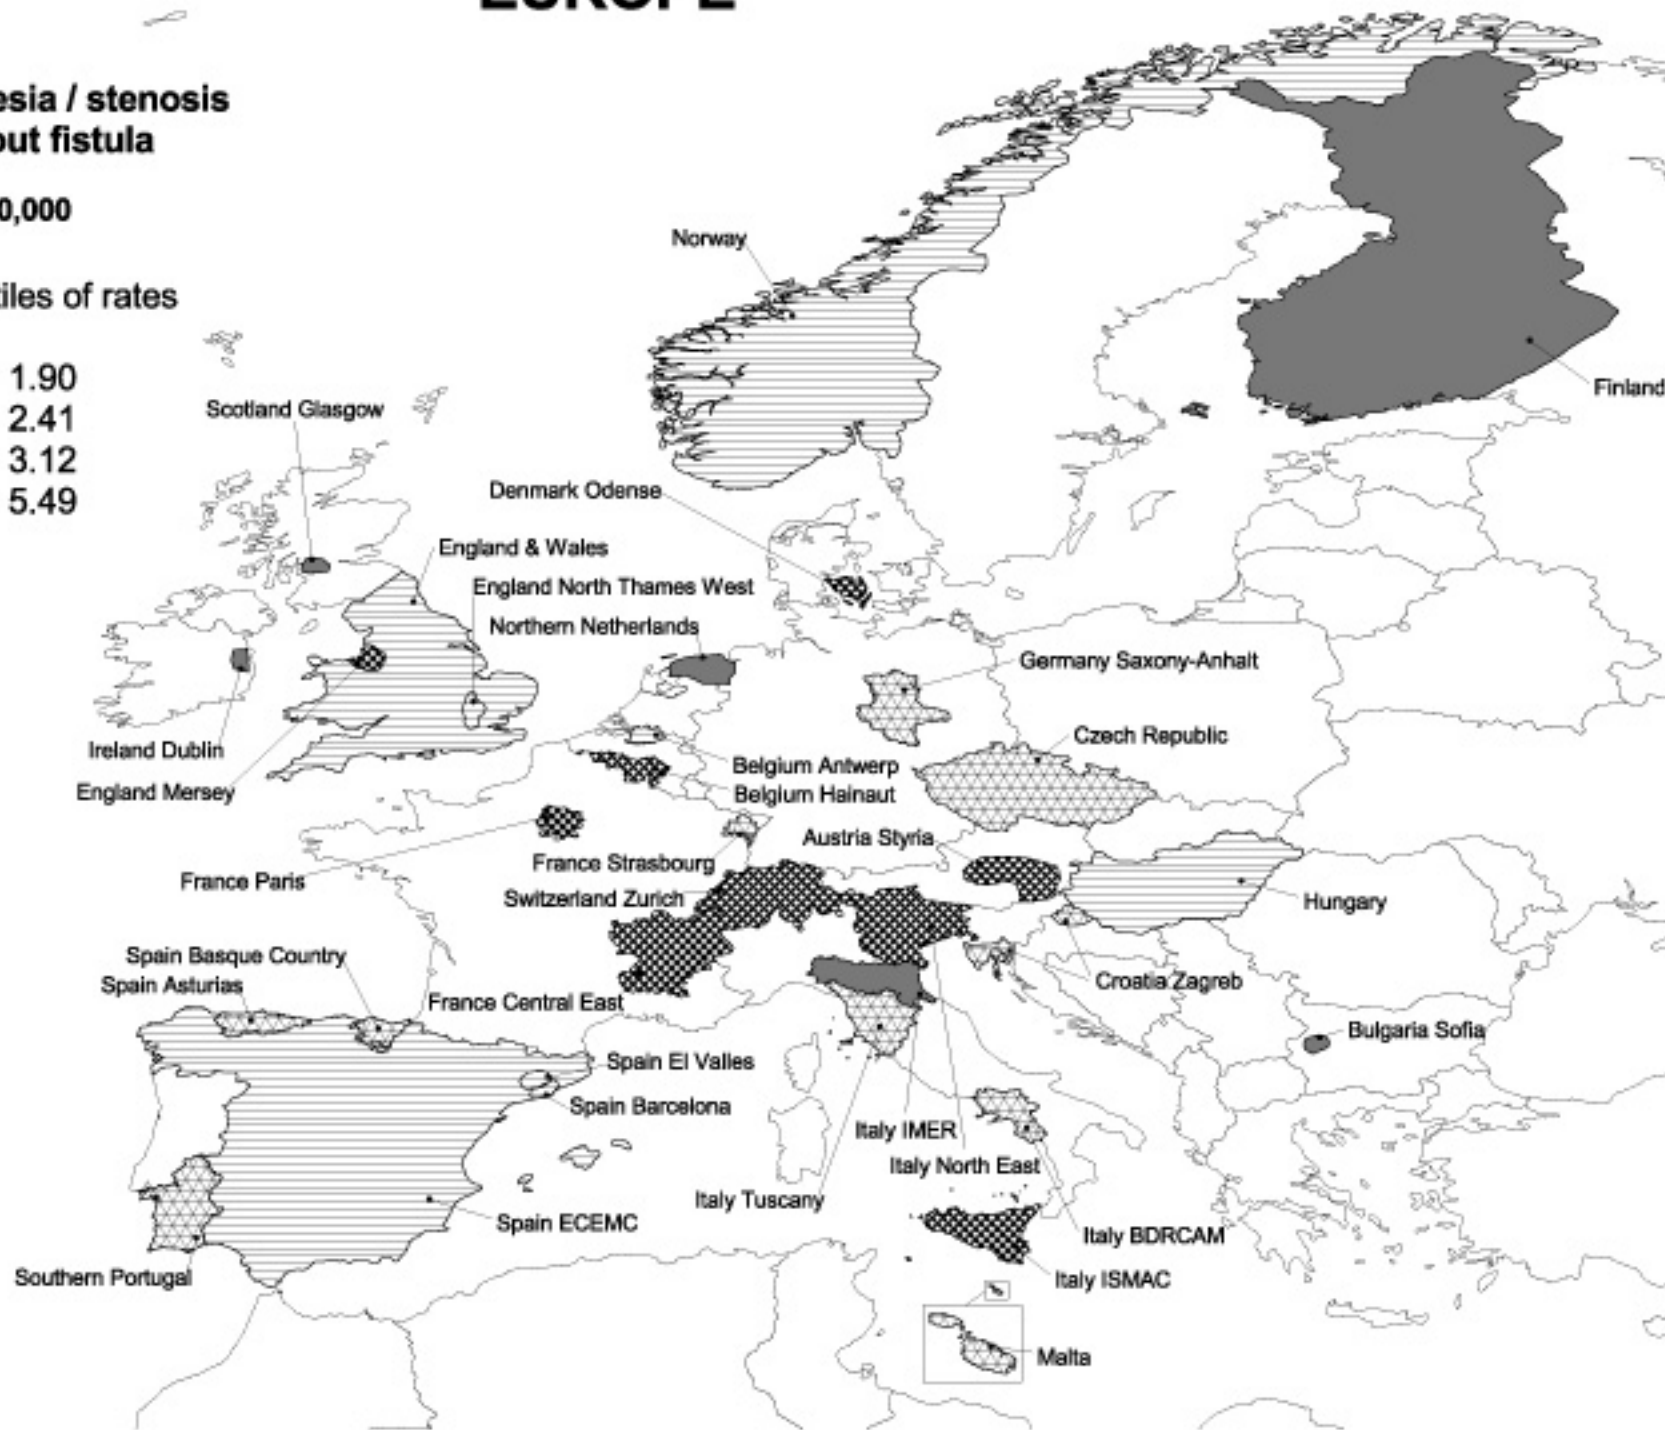 esia / stenosis
out fistula
0,000
tiles of rates
1.90
2.41
3.12
5.49
Norway
Finland
Scotland Glasgow
Denmark Odense
England & Wales
England North Thames West
Northern Netherlands
Germany Saxony-Anhalt
Czech Republic
Ireland Dublin
England Mersey
Belgium Antwerp
Belgium Hainaut
Austria Styria
France Strasbourg
France Paris
Switzerland Zurich
Hungary
Spain Basque Country
Spain Asturias
France Central East
Croatia Zagreb
Bulgaria Sofia
Spain El Valles
Spain Barcelona
Italy IMER
Italy North East
Italy Tuscany
Spain ECEMC
Italy BDRCAM
Southern Portugal
Italy ISMAC
Malta